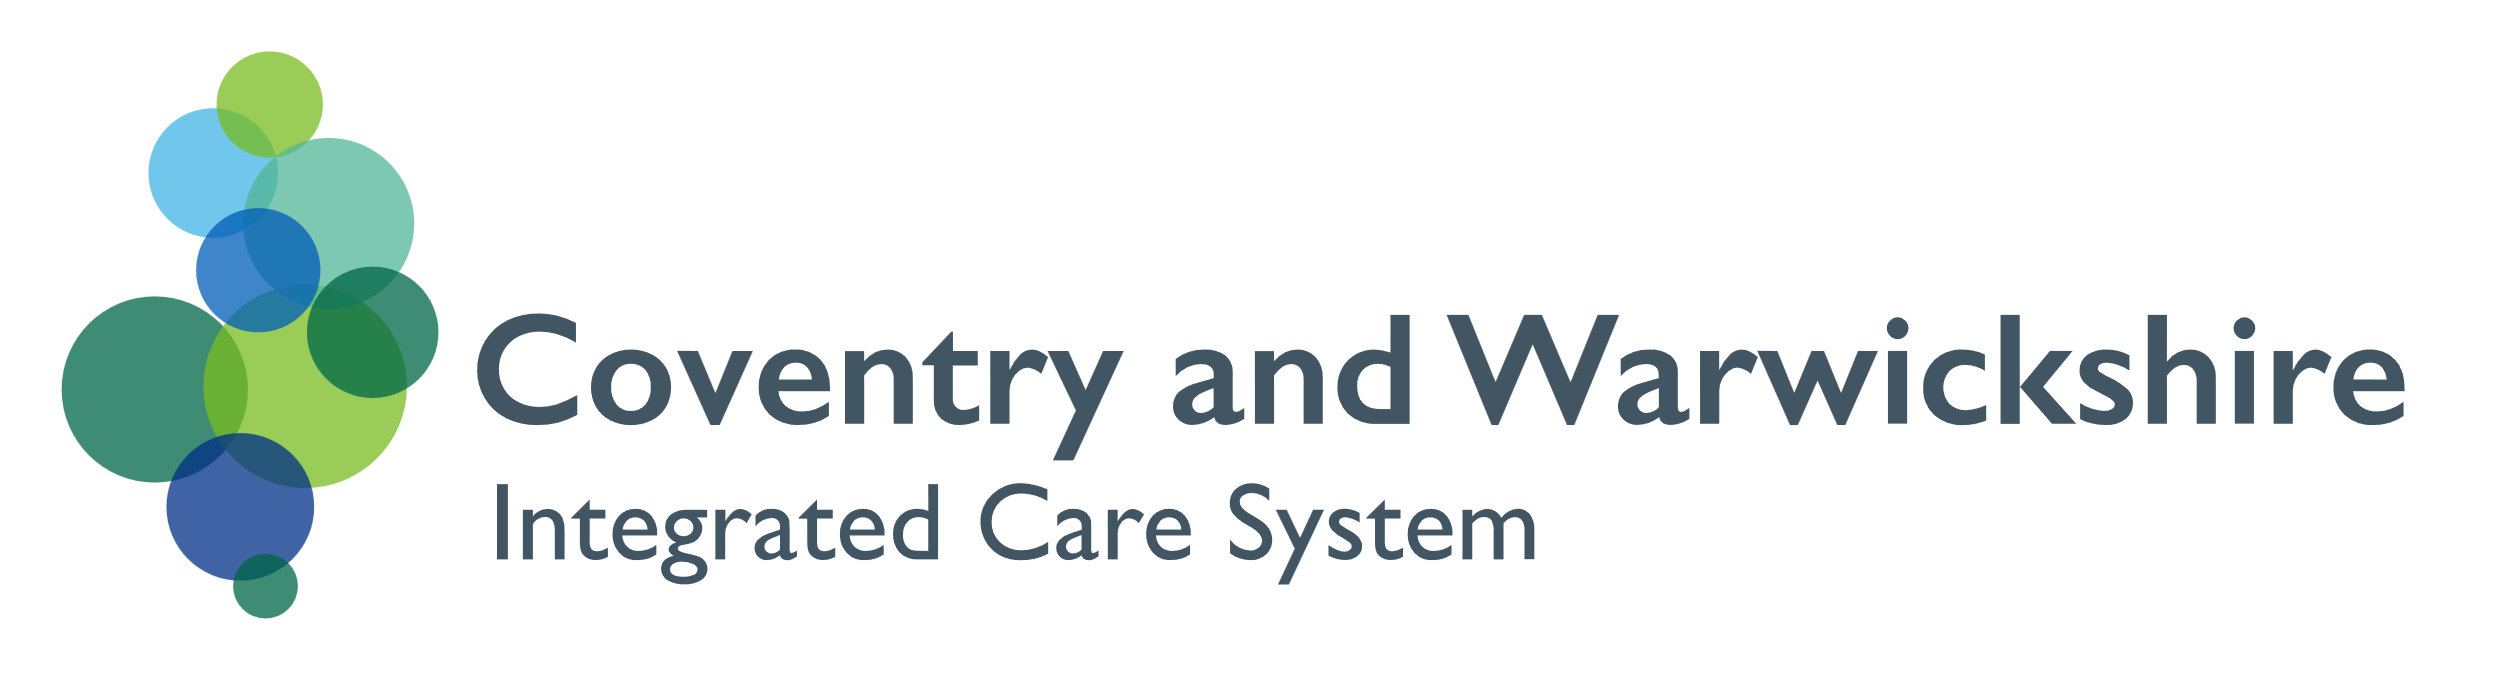 Coventry and Warwickshire
Integrated Care System